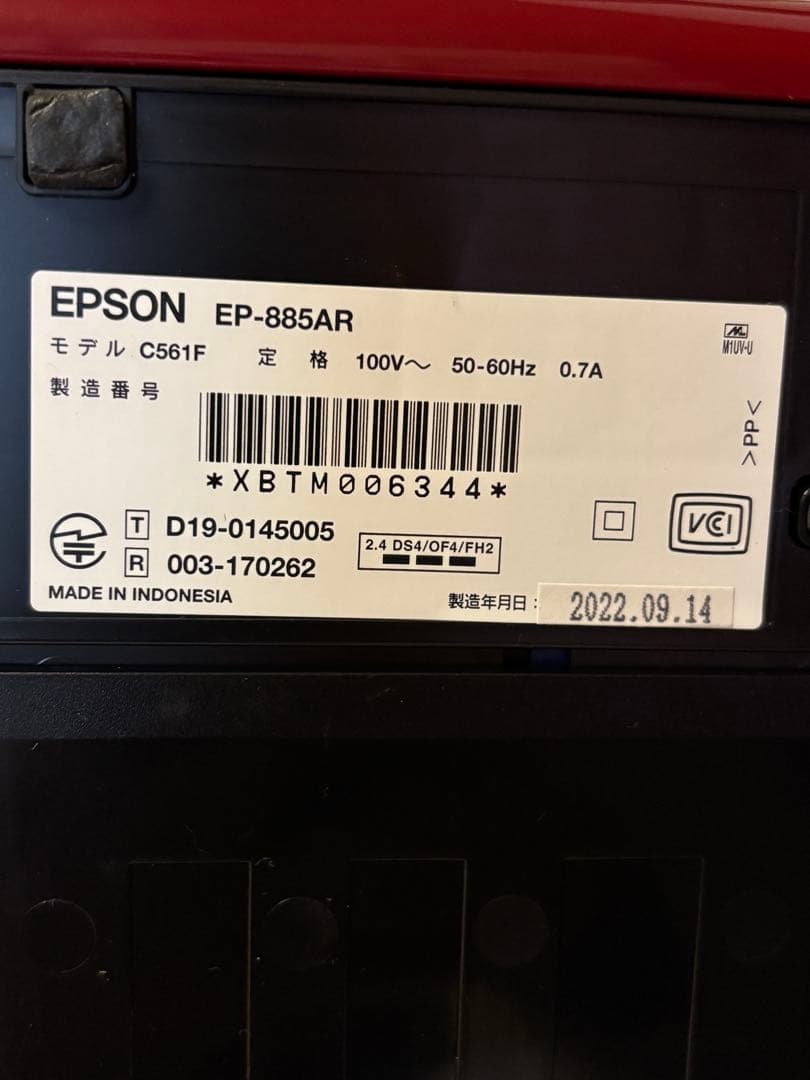 EPSON EP-885AR
モデル C561F 定格 100V～ 50-60Hz 0.7A
M1UV-U
製造番号
*XBTM006344*
>PP<
T D19-0145005
R 003-170262
2.4 DS4/OF4/FH2
VCI
MADE IN INDONESIA
製造年月日：2022.09.14